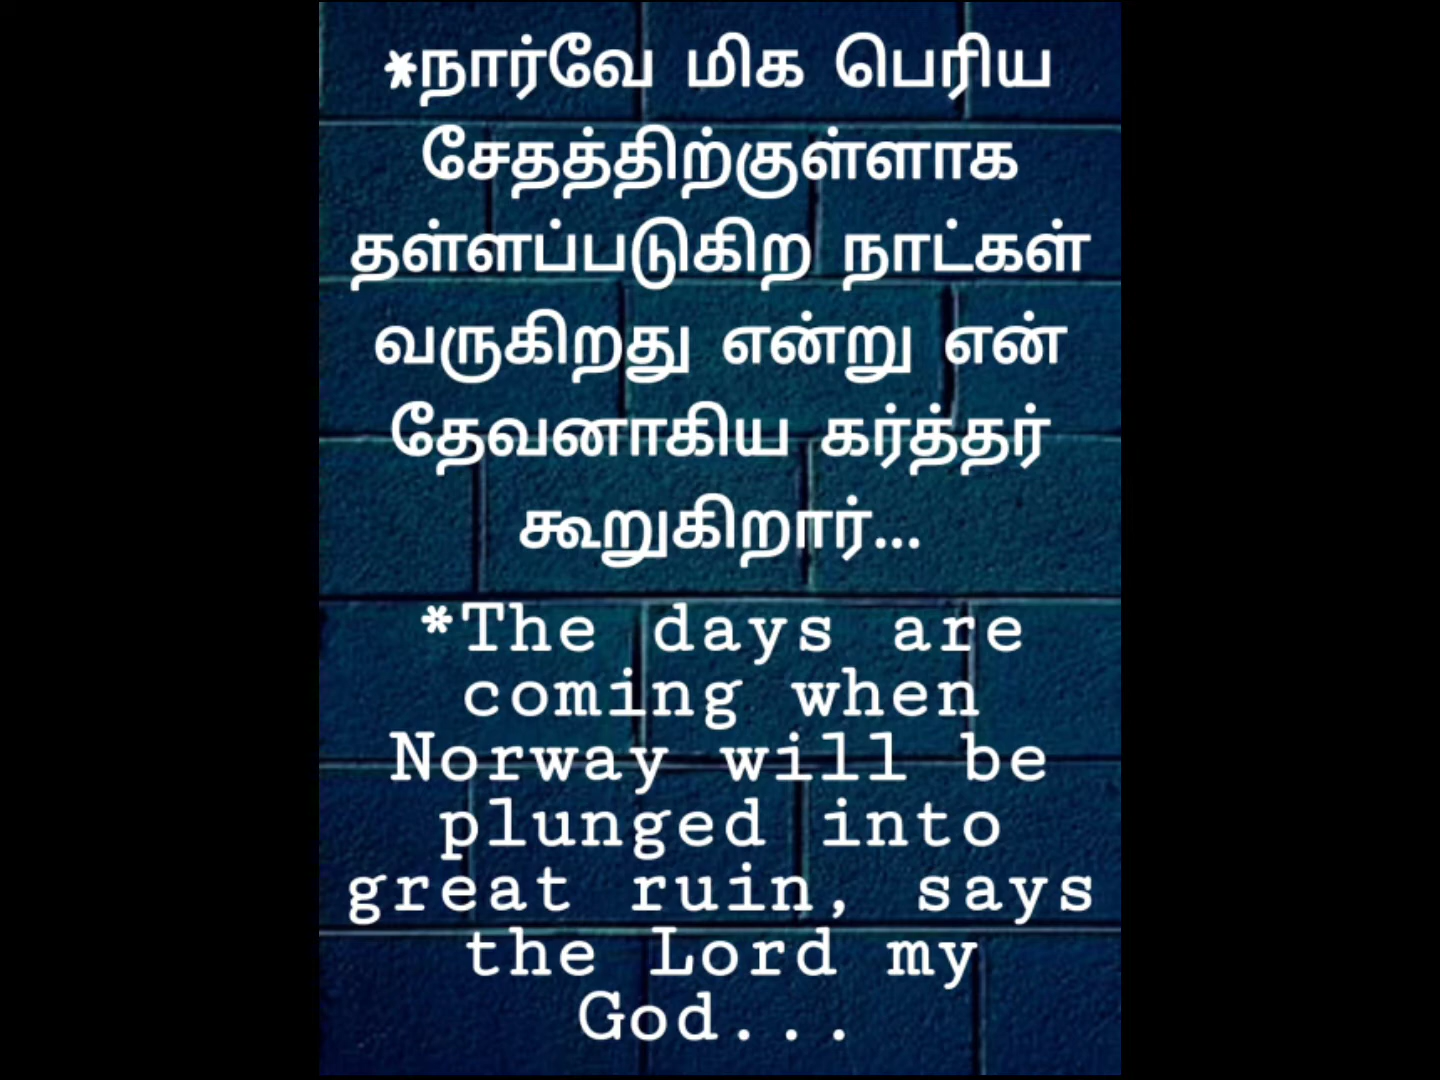 *நார்வே மிக பெரிய
சேதத்திற்குள்ளாக
தள்ளப்படுகிற நாட்கள்
வருகிறது என்று என்
தேவனாகிய கர்த்தர்
கூறுகிறார்...
*The days are
coming when
Norway will be
plunged into
great ruin, says
the Lord my
God...